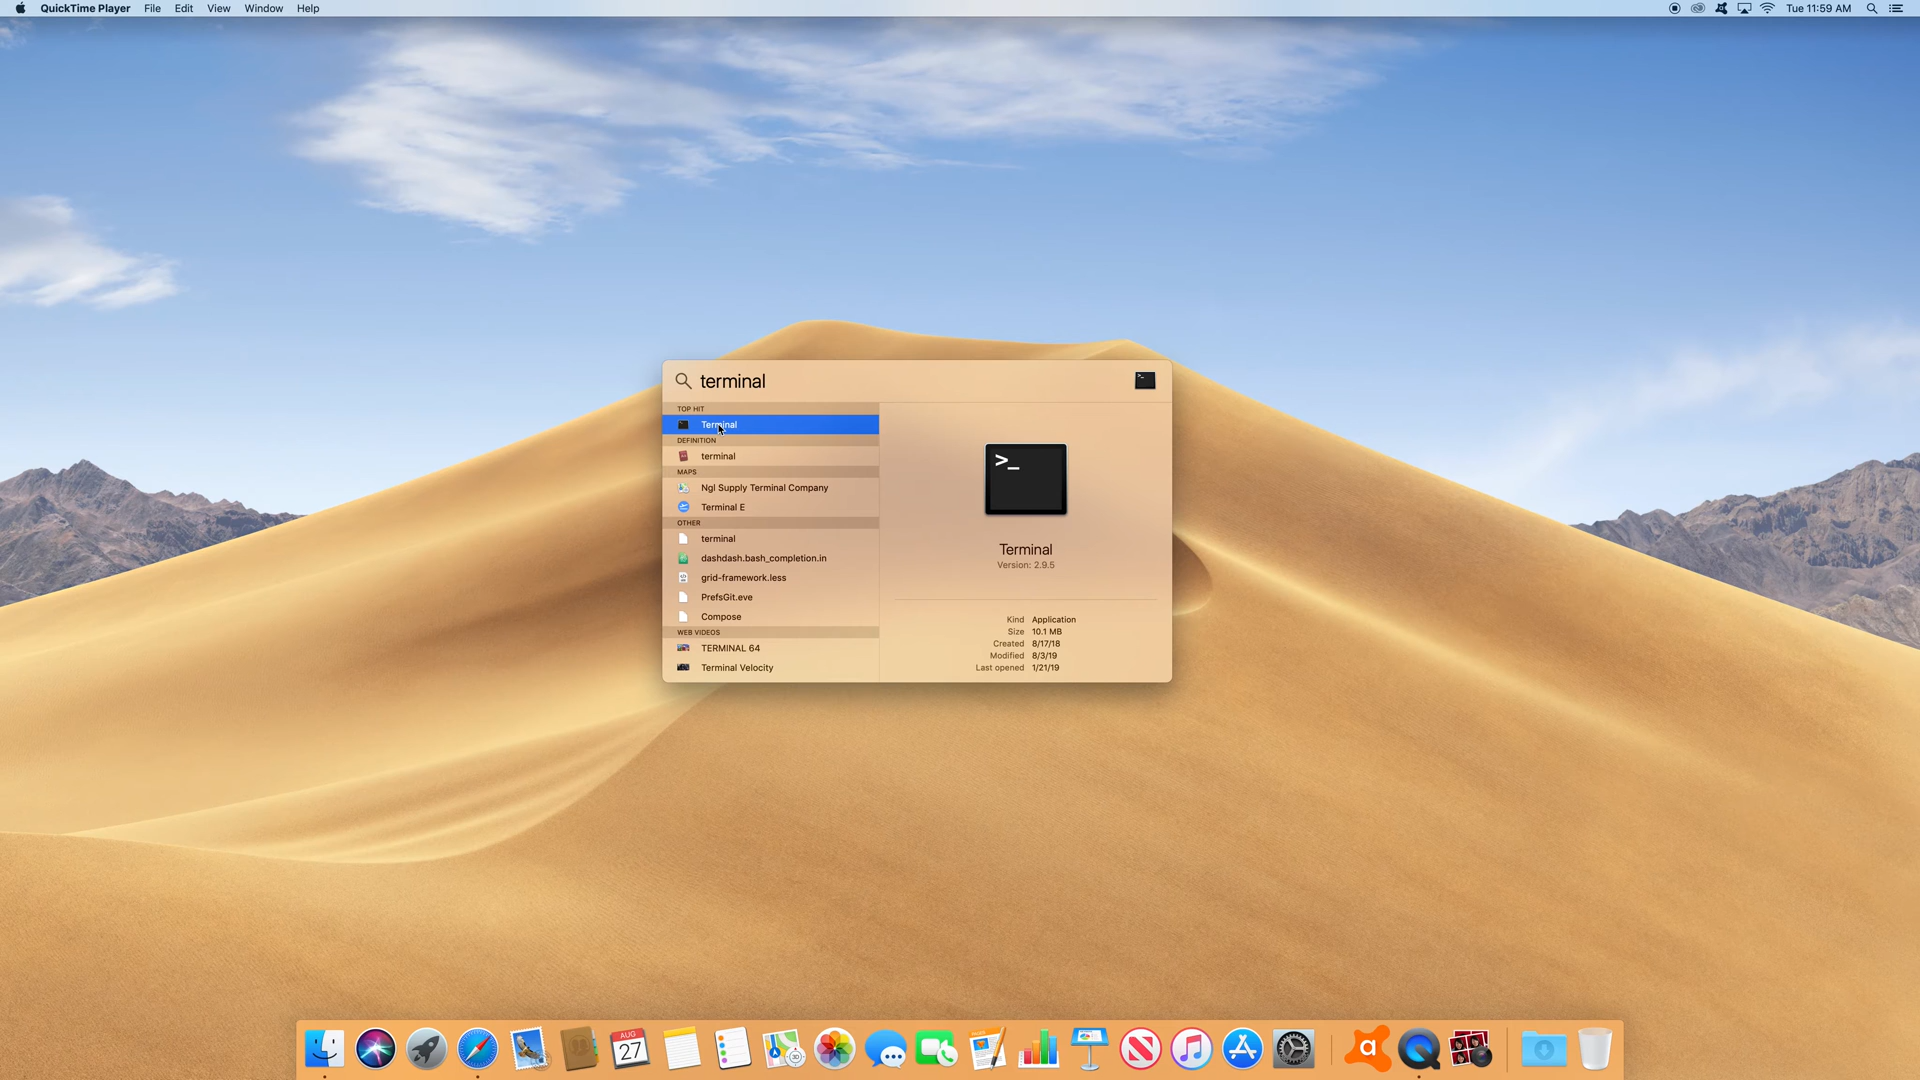 QuickTime Player File Edit View Window Help
Tue 11:59 AM
terminal
TOP HIT
Terminal
DEFINITION
terminal
MAPS
Ngl Supply Terminal Company
Terminal E
OTHER
terminal
dashdash.bash_completion.in
grid-framework.less
PrefsGit.eve
Compose
WEB VIDEOS
TERMINAL 64
Terminal Velocity
>_
Terminal
Version: 2.9.5
Kind Application
Size 10.1 MB
Created 8/17/18
Modified 8/3/19
Last opened 1/21/19
AUG
27